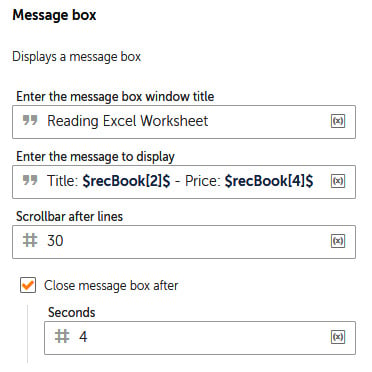 Message box
Displays a message box
Enter the message box window title
Reading Excel Worksheet (x)
Enter the message to display
Title: $recBook[2]$ - Price: $recBook[4]$ (x)
Scrollbar after lines
# 30 (x)
Close message box after
Seconds
# 4 (x)